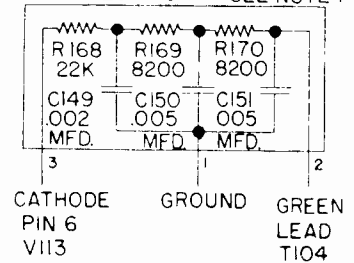 SEE NOTE
R168 R169 R170
22K 8200 8200
C149 C150 C151
.002 .005 .005
MFD. MFD. MFD.
3 1 2
CATHODE GROUND GREEN
PIN 6 LEAD
V113 T104